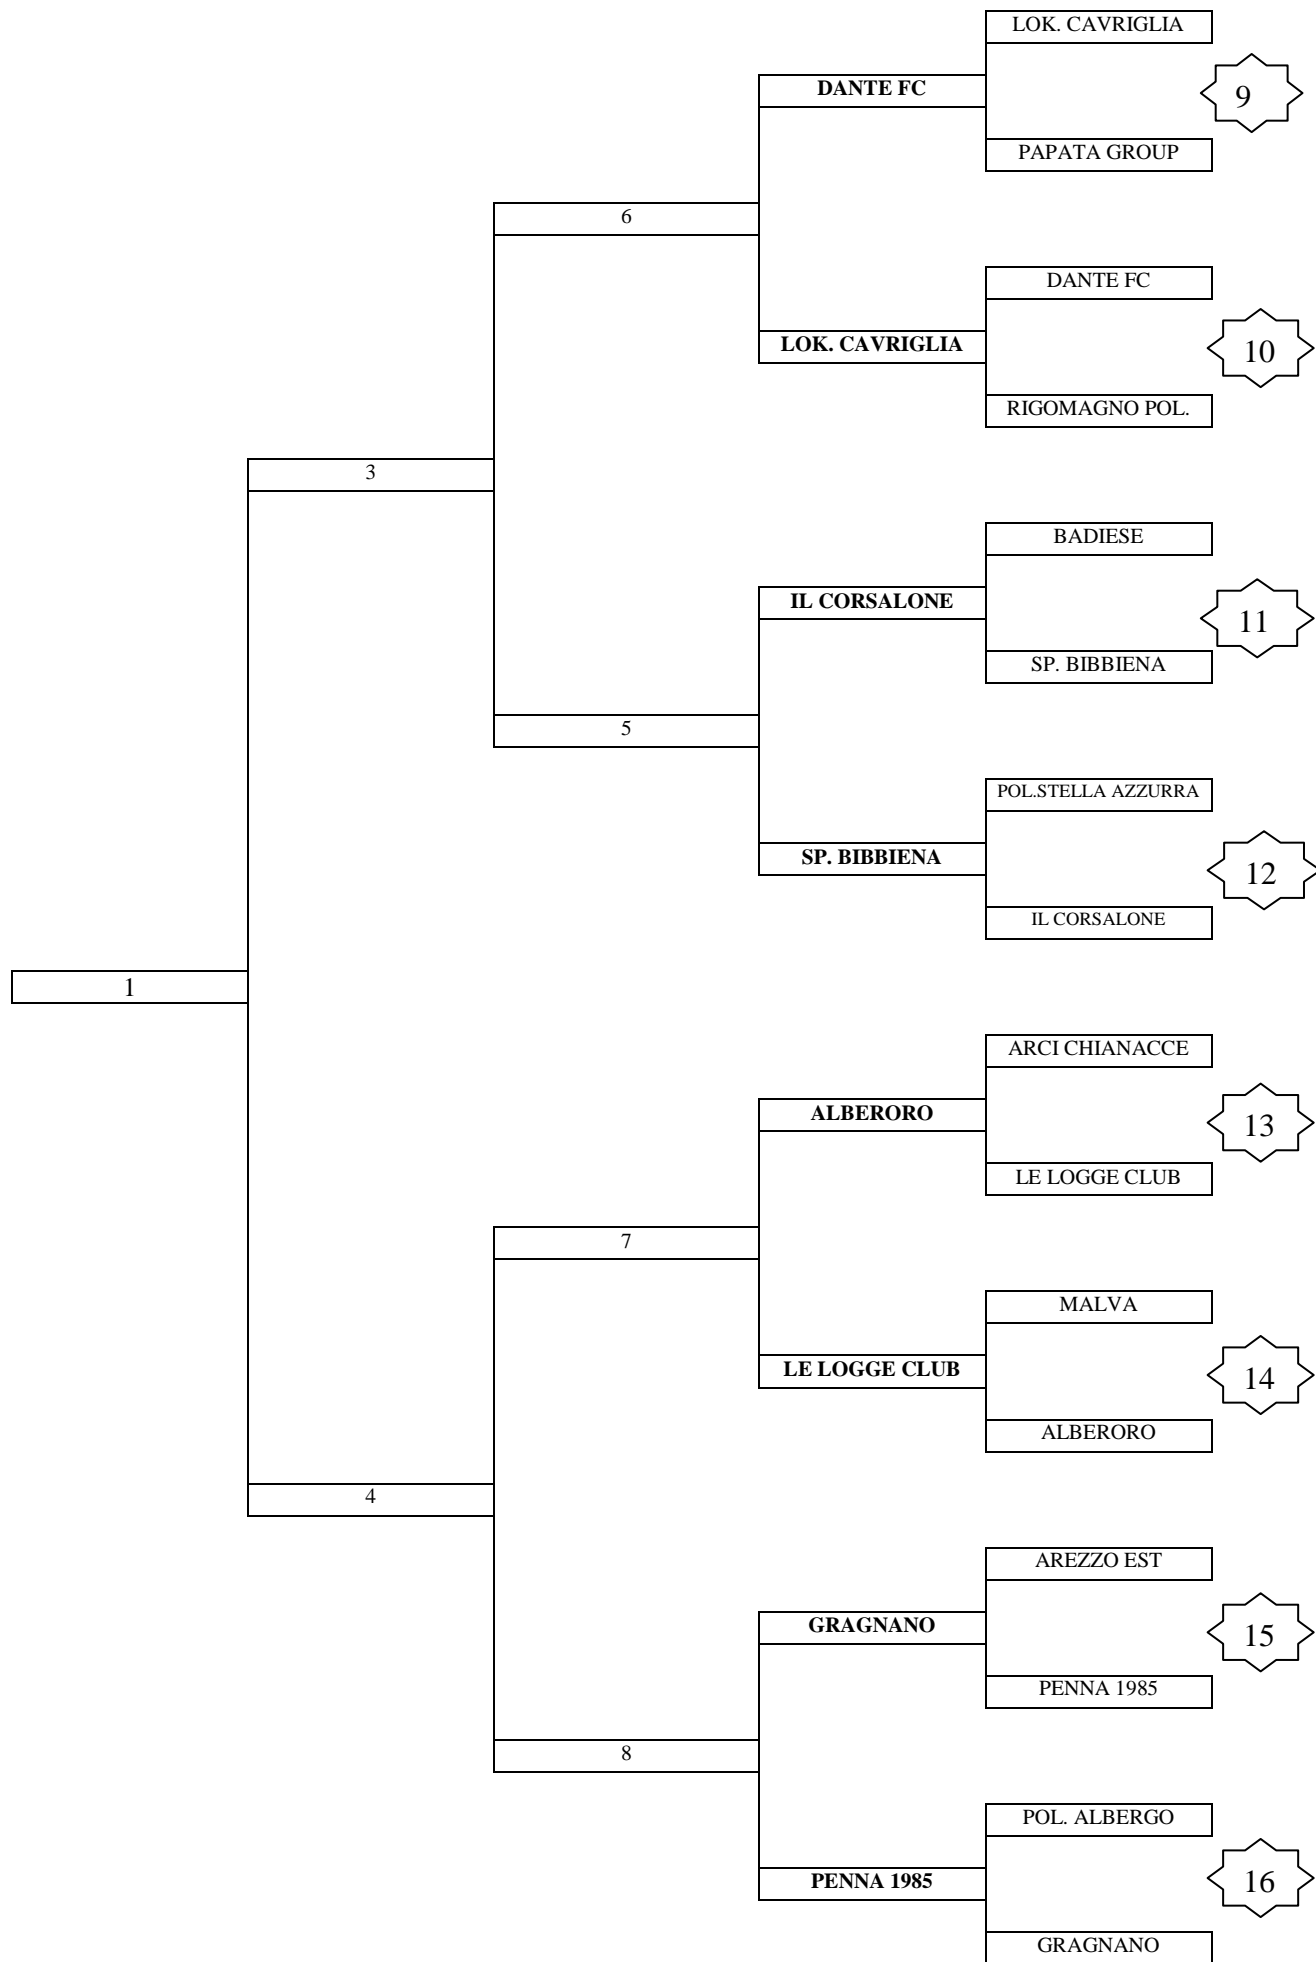 LOK. CAVRIGLIA
DANTE FC
9
PAPATA GROUP
6
DANTE FC
LOK. CAVRIGLIA
10
RIGOMAGNO POL.
3
BADIESE
IL CORSALONE
11
SP. BIBBIENA
5
POL.STELLA AZZURRA
SP. BIBBIENA
12
IL CORSALONE
1
ARCI CHIANACCE
ALBERORO
13
LE LOGGE CLUB
7
MALVA
LE LOGGE CLUB
14
ALBERORO
4
AREZZO EST
GRAGNANO
15
PENNA 1985
8
POL. ALBERGO
PENNA 1985
16
GRAGNANO